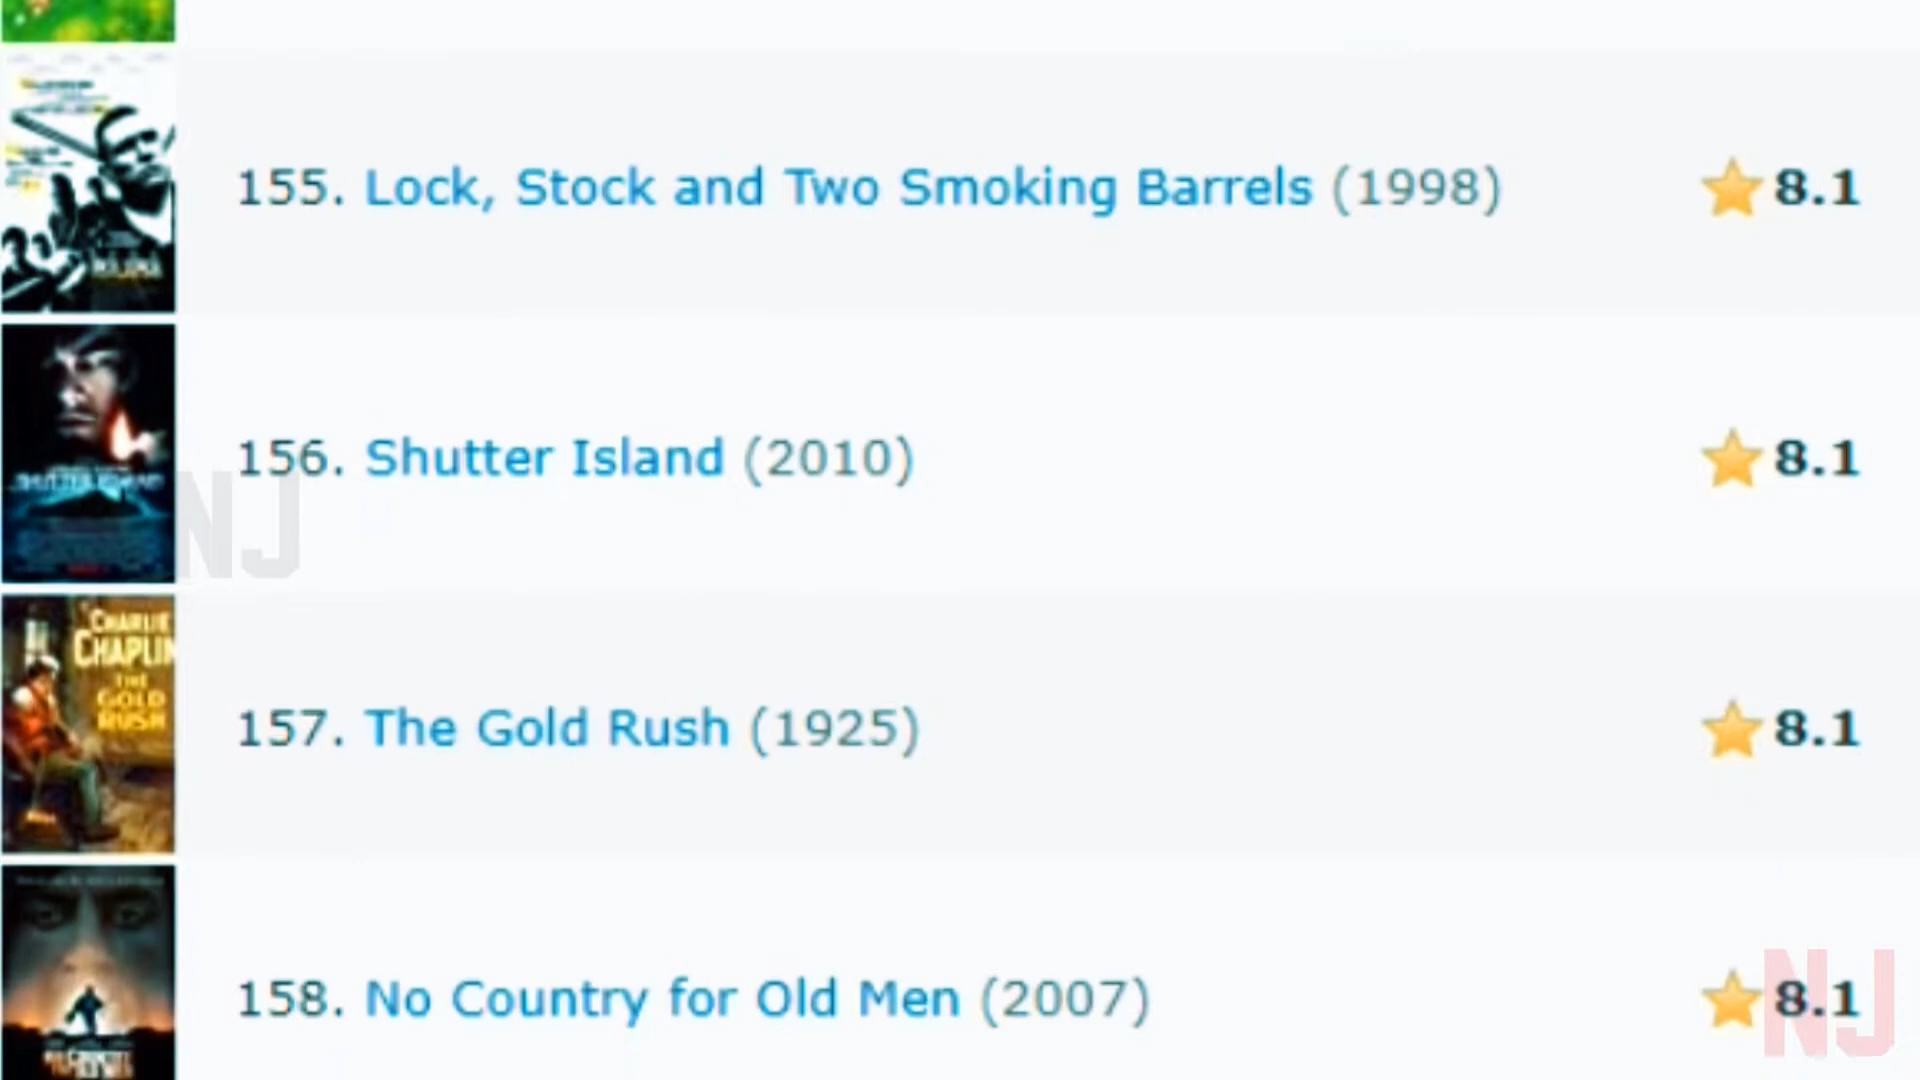 155. Lock, Stock and Two Smoking Barrels (1998) 8.1
156. Shutter Island (2010) 8.1
SHUTTER ISLAND
NJ
CHARLIE
CHAPLIN
THE
GOLD
RUSH
157. The Gold Rush (1925) 8.1
158. No Country for Old Men (2007) 8.1
NJ